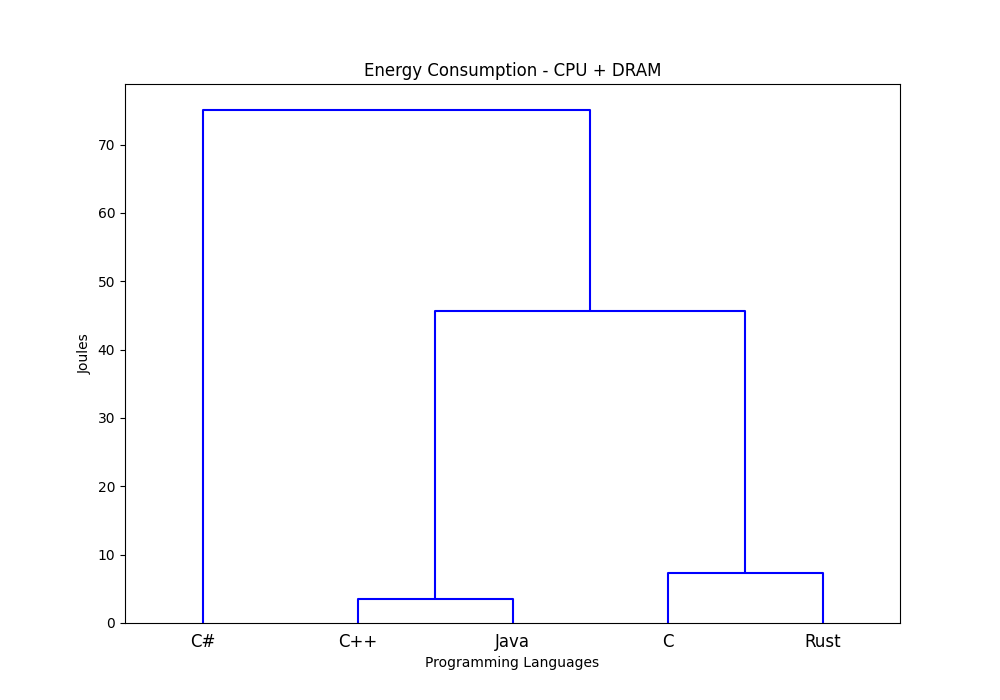 Energy Consumption - CPU + DRAM
70
60
50
40
30
20
10
0
Joules
C# C++ Java C Rust
Programming Languages